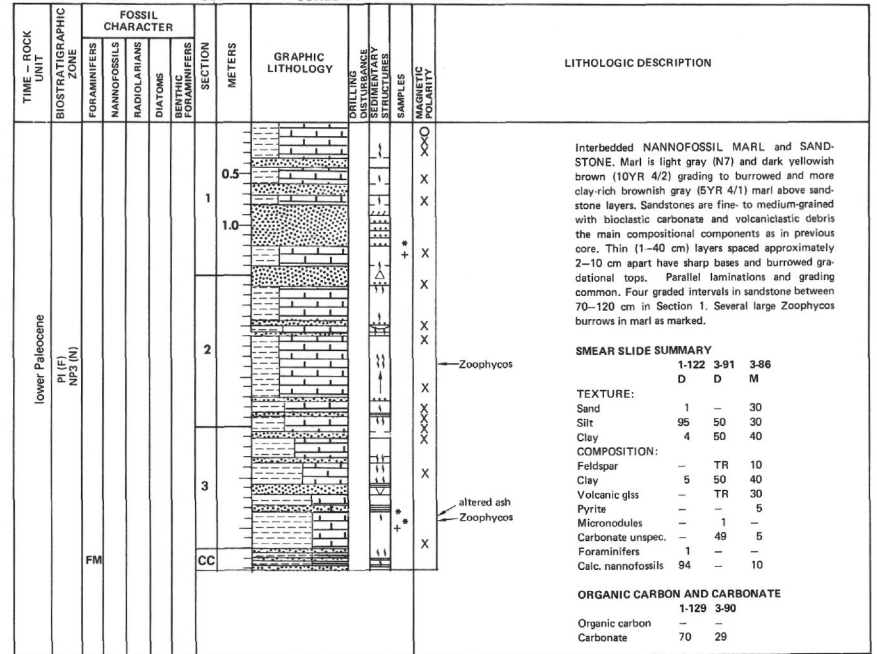 FOSSIL
CHARACTER
TIME – ROCK
UNIT
BIOSTRATIGRAPHIC
ZONE
FORAMINIFERS
NANNOFOSSILS
RADIOLARIANS
DIATOMS
BENTHIC
FORAMINIFERS
SECTION
METERS
GRAPHIC
LITHOLOGY
DRILLING
DISTURBANCE
SEDIMENTARY
STRUCTURES
SAMPLES
MAGNETIC
POLARITY
LITHOLOGIC DESCRIPTION
lower Paleocene
PI (F)
NP3 (N)
FM
1
0.5
1.0
2
3
CC
O
X
X
X
X
*
+
X
X
X
X
X
X
X
X
X
X
*
*
+
X
Zoophycos
altered ash
Zoophycos
Interbedded NANNOFOSSIL MARL and SAND-
STONE. Marl is light gray (N7) and dark yellowish
brown (10YR 4/2) grading to burrowed and more
clay-rich brownish gray (5YR 4/1) marl above sand-
stone layers. Sandstones are fine- to medium-grained
with bioclastic carbonate and volcaniclastic debris
the main compositional components as in previous
core. Thin (1–40 cm) layers spaced approximately
2–10 cm apart have sharp bases and burrowed gra-
dational tops. Parallel laminations and grading
common. Four graded intervals in sandstone between
70–120 cm in Section 1. Several large Zoophycos
burrows in marl as marked.
SMEAR SLIDE SUMMARY
1-122 3-91 3-86
D D M
TEXTURE:
Sand 1 – 30
Silt 95 50 30
Clay 4 50 40
COMPOSITION:
Feldspar – TR 10
Clay 5 50 40
Volcanic glss – TR 30
Pyrite – – 5
Micronodules – 1 –
Carbonate unspec. – 49 5
Foraminifers 1 – –
Calc. nannofossils 94 – 10
ORGANIC CARBON AND CARBONATE
1-129 3-90
Organic carbon – –
Carbonate 70 29